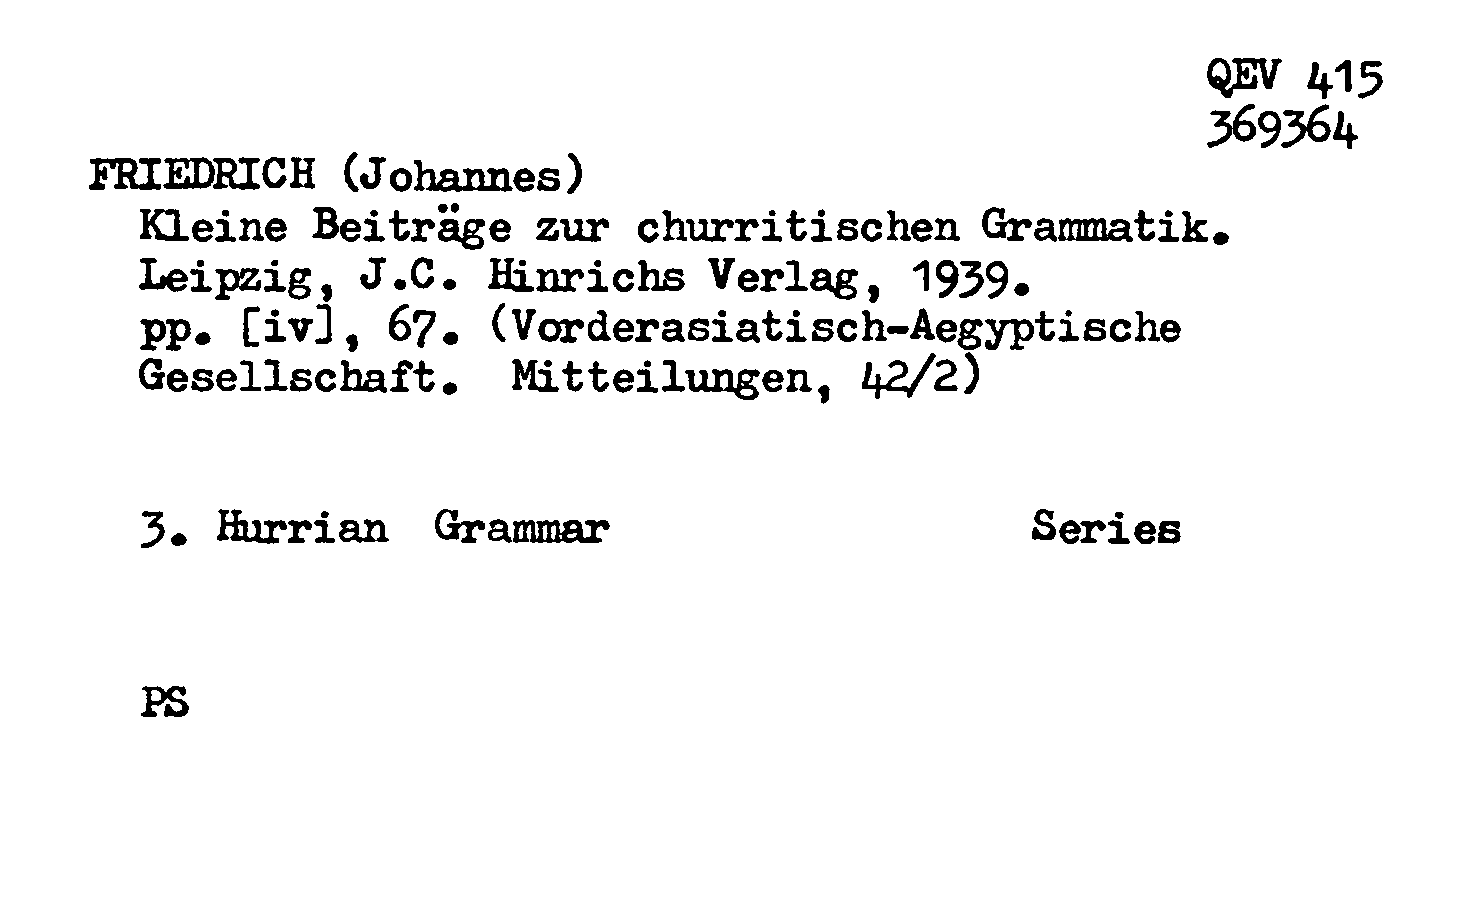 QEV 415
369364
FRIEDRICH (Johannes)
Kleine Beiträge zur churritischen Grammatik.
Leipzig, J.C. Hinrichs Verlag, 1939.
pp. [iv], 67. (Vorderasiatisch-Aegyptische
Gesellschaft. Mitteilungen, 42/2)
3. Hurrian Grammar Series
PS